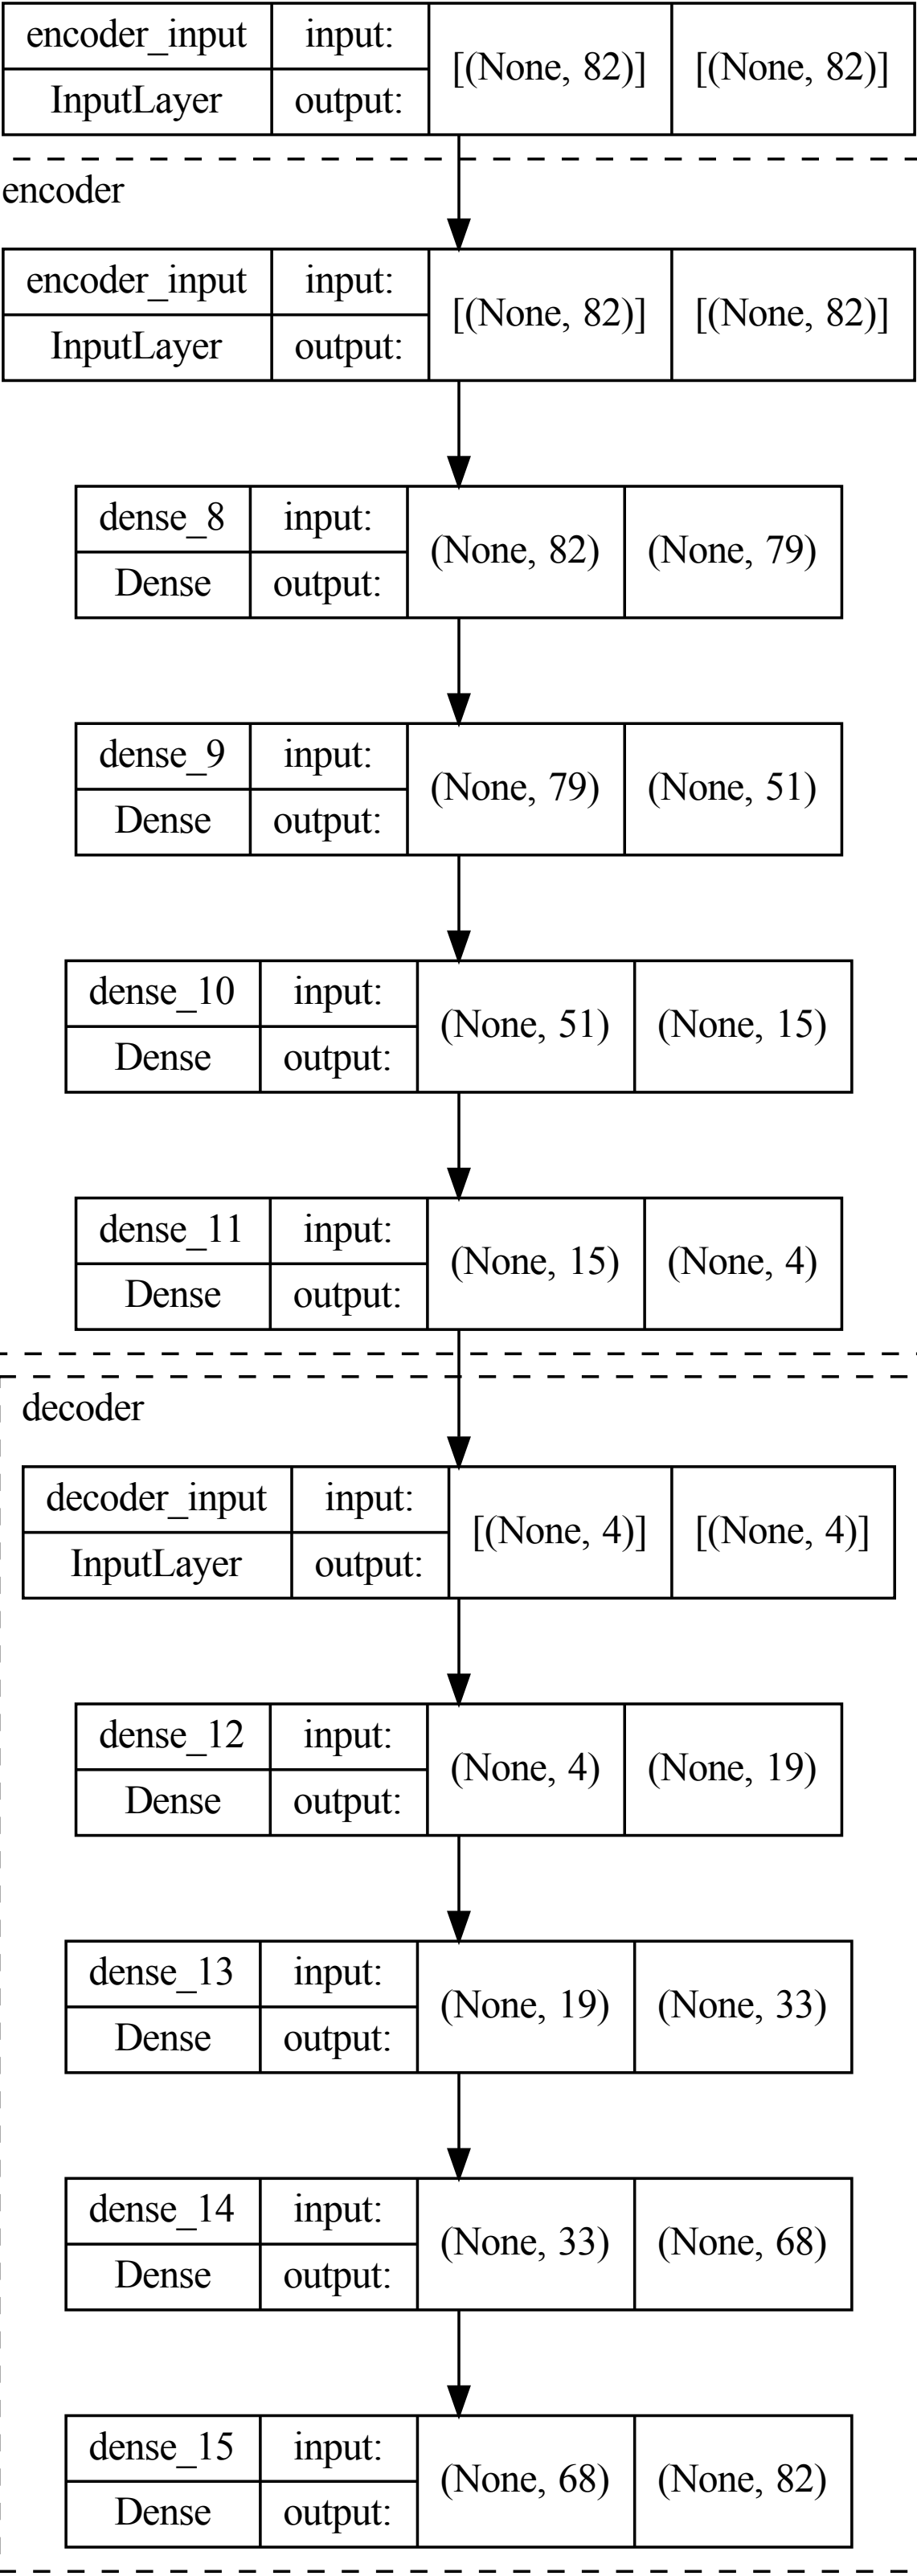 encoder_input input: [(None, 82)] [(None, 82)]
InputLayer output:
encoder
encoder_input input: [(None, 82)] [(None, 82)]
InputLayer output:
dense_8 input: (None, 82) (None, 79)
Dense output:
dense_9 input: (None, 79) (None, 51)
Dense output:
dense_10 input: (None, 51) (None, 15)
Dense output:
dense_11 input: (None, 15) (None, 4)
Dense output:
decoder
decoder_input input: [(None, 4)] [(None, 4)]
InputLayer output:
dense_12 input: (None, 4) (None, 19)
Dense output:
dense_13 input: (None, 19) (None, 33)
Dense output:
dense_14 input: (None, 33) (None, 68)
Dense output:
dense_15 input: (None, 68) (None, 82)
Dense output: